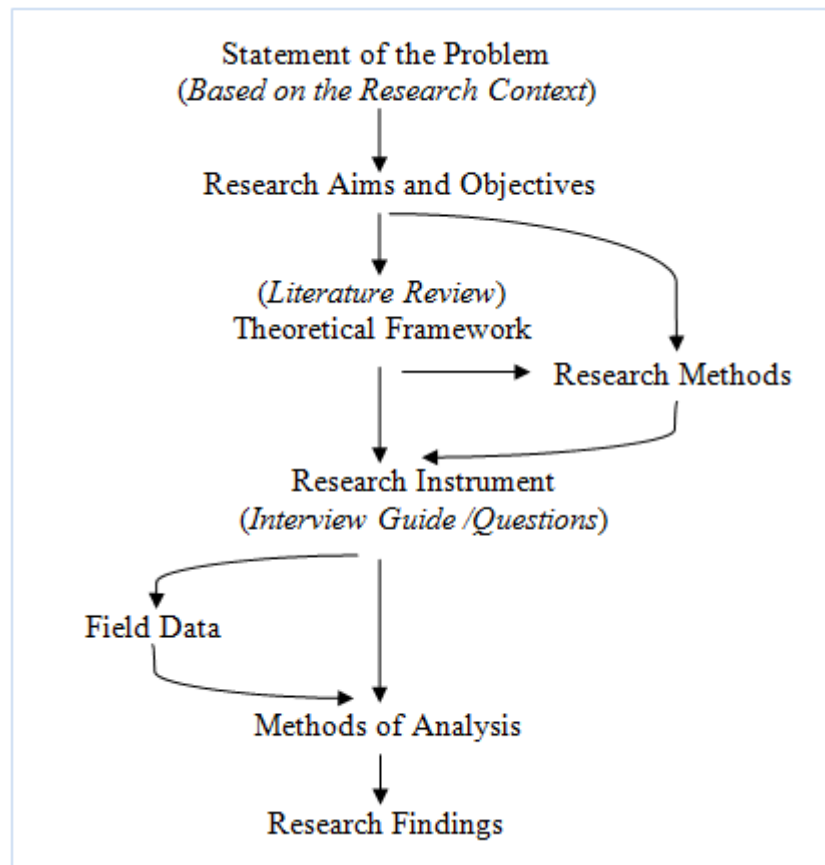 Statement of the Problem
(Based on the Research Context)
Research Aims and Objectives
(Literature Review)
Theoretical Framework
Research Methods
Research Instrument
(Interview Guide /Questions)
Field Data
Methods of Analysis
Research Findings